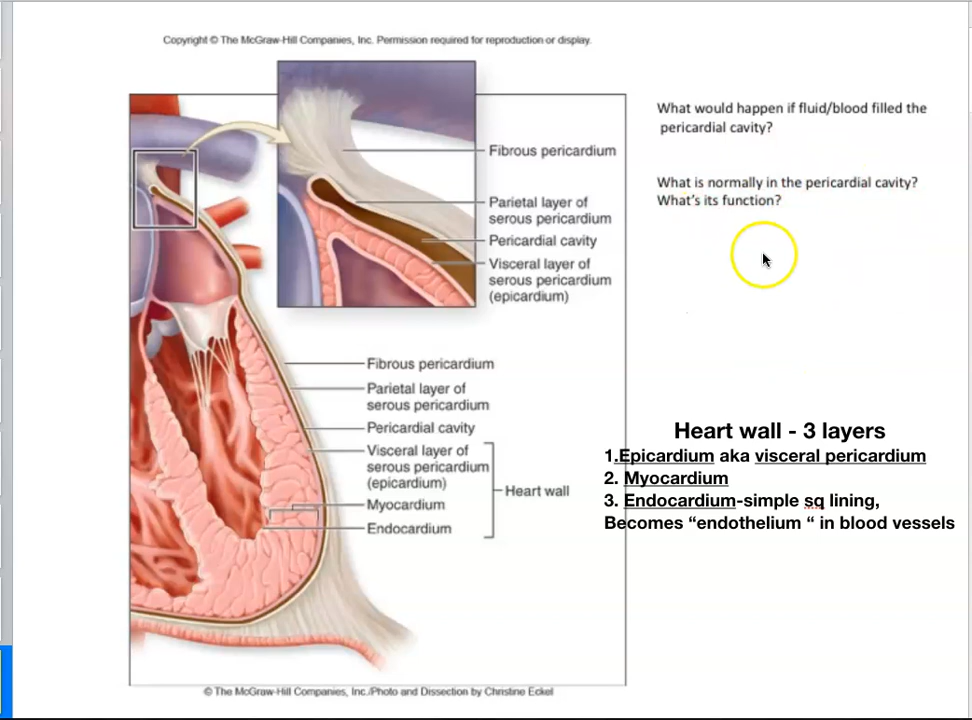 Copyright © The McGraw-Hill Companies, Inc. Permission required for reproduction or display.
Fibrous pericardium
Parietal layer of
serous pericardium
Pericardial cavity
Visceral layer of
serous pericardium
(epicardium)
Fibrous pericardium
Parietal layer of
serous pericardium
Pericardial cavity
Visceral layer of
serous pericardium
(epicardium)
Heart wall
Myocardium
Endocardium
What would happen if fluid/blood filled the
pericardial cavity?
What is normally in the pericardial cavity?
What's its function?
Heart wall - 3 layers
1.Epicardium aka visceral pericardium
2. Myocardium
3. Endocardium-simple sq lining,
Becomes “endothelium “ in blood vessels
© The McGraw-Hill Companies, Inc./Photo and Dissection by Christine Eckel